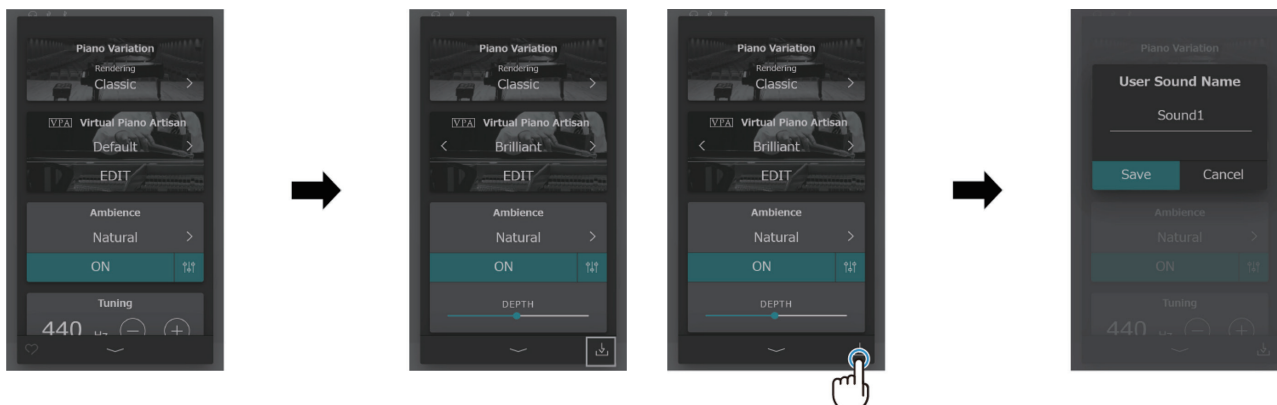 Piano Variation
Rendering
Classic
VPA Virtual Piano Artisan
Default
EDIT
Ambience
Natural
ON
Tuning
440 Hz
Piano Variation
Rendering
Classic
VPA Virtual Piano Artisan
Brilliant
EDIT
Ambience
Natural
ON
DEPTH
Piano Variation
Rendering
Classic
VPA Virtual Piano Artisan
Brilliant
EDIT
Ambience
Natural
ON
DEPTH
Piano Variation
User Sound Name
Sound1
Save Cancel
Ambience
Natural
ON
Tuning
440 Hz